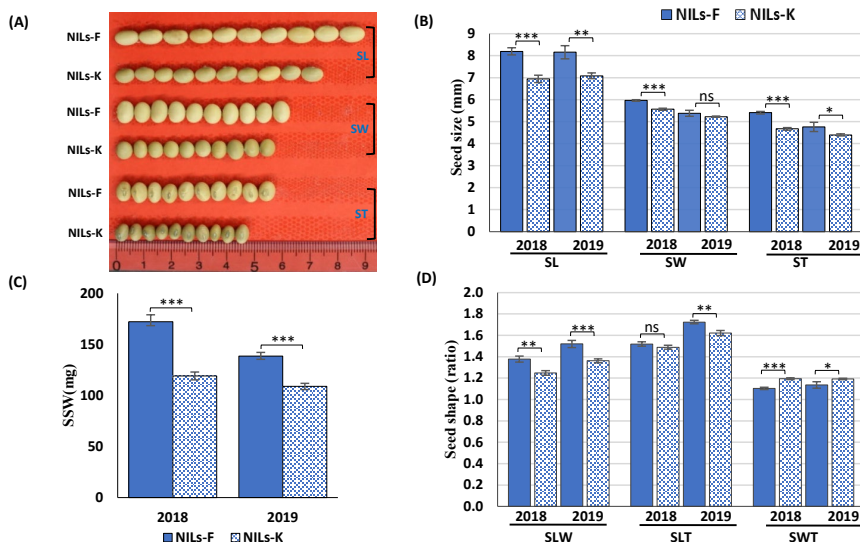 (A)
NILs-F
NILs-K
SL
NILs-F
NILs-K
SW
NILs-F
NILs-K
ST
0 1 2 3 4 5 6 7 8 9
(B)
NILs-F NILs-K
Seed size (mm)
9
8
7
6
5
4
3
2
1
0
*** ** *** ns *** *
2018 2019 2018 2019 2018 2019
SL SW ST
(C)
SSW(mg)
200
150
100
50
0
*** ***
2018 2019
NILs-F NILs-K
(D)
Seed shape (ratio)
2.0
1.8
1.6
1.4
1.2
1.0
0.8
0.6
0.4
0.2
0.0
** *** ns ** *** *
2018 2019 2018 2019 2018 2019
SLW SLT SWT